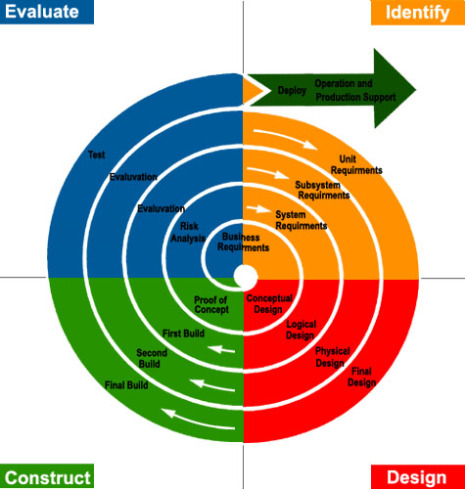 Evaluate
Identify
Deploy
Operation and
Production Support
Test
Unit
Requirments
Evaluvation
Subsystem
Requirments
Evaluvation
System
Requirments
Risk
Analysis
Business
Requirments
Proof of
Concept
Conceptual
Design
First Build
Logical
Design
Second
Build
Physical
Design
Final Build
Final
Design
Construct
Design